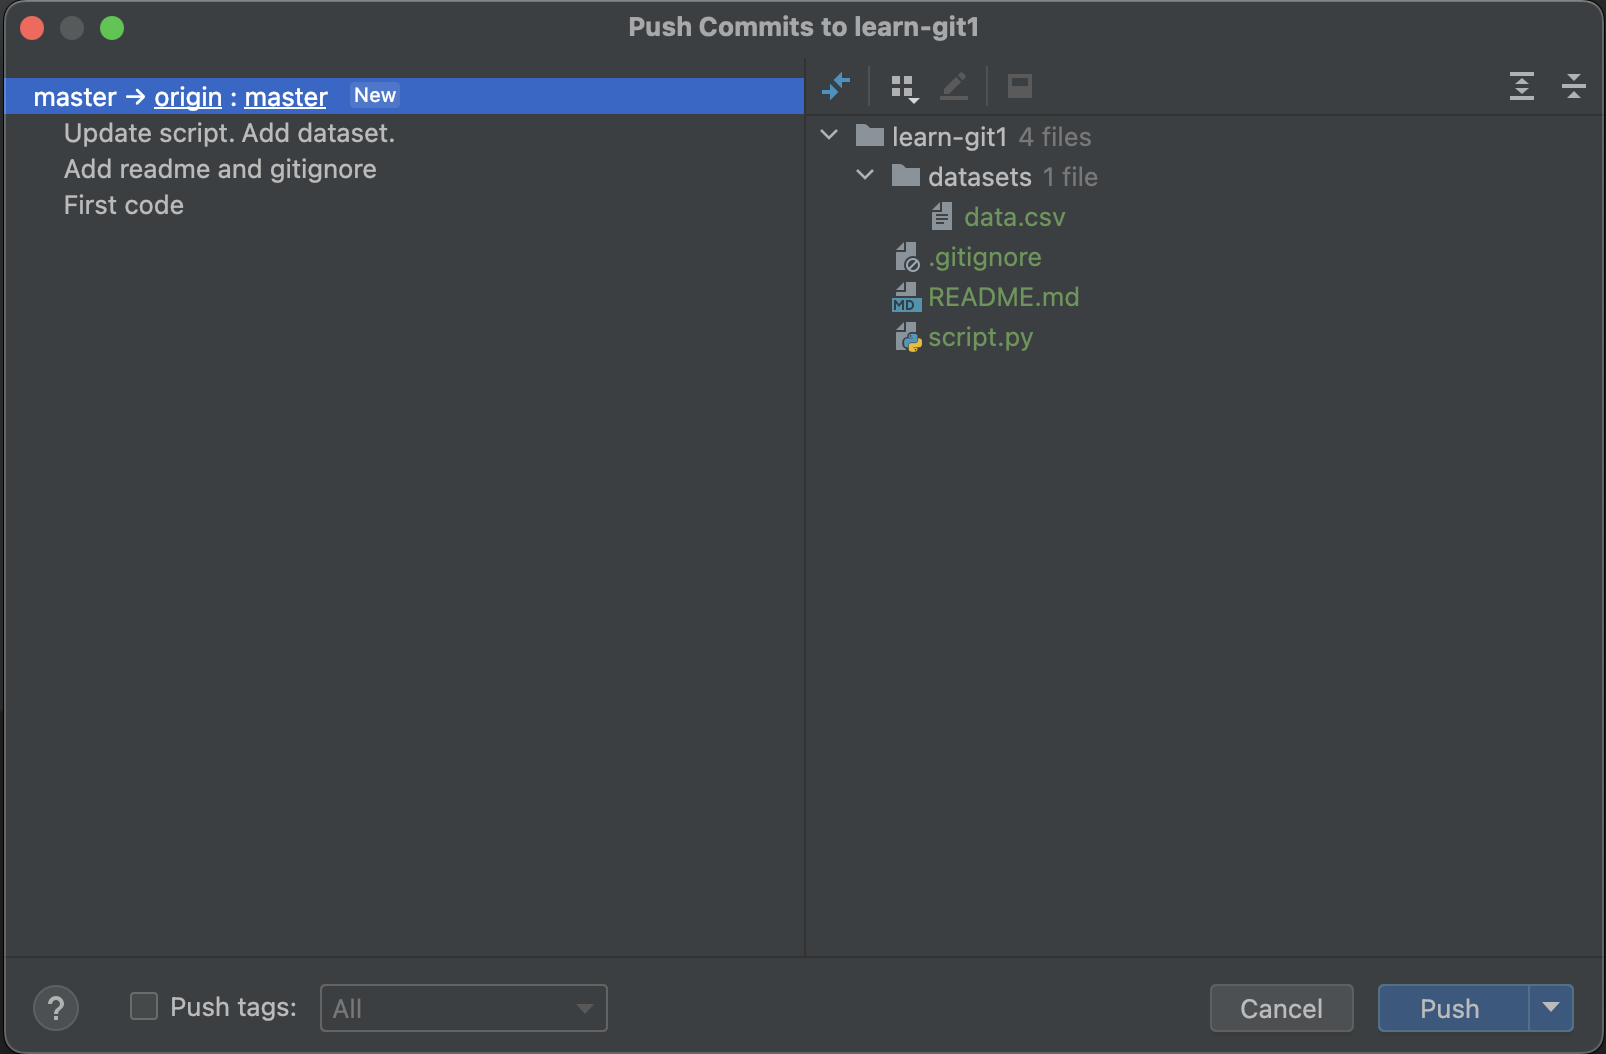 Push Commits to learn-git1
master → origin : master New
Update script. Add dataset.
Add readme and gitignore
First code
learn-git1 4 files
datasets 1 file
data.csv
.gitignore
MD README.md
script.py
? Push tags: All
Cancel
Push